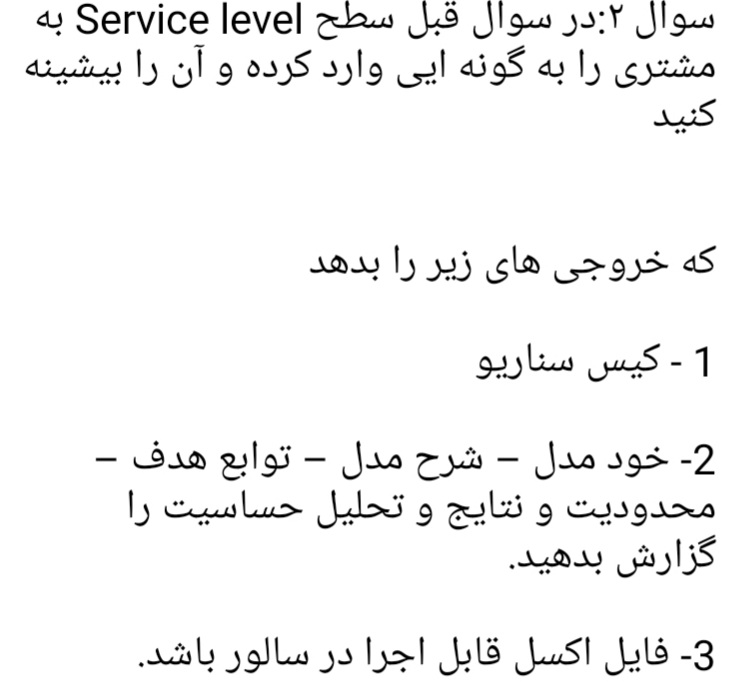 سوال ۲:در سوال قبل سطح Service level به
مشتری را به گونه ایی وارد کرده و آن را بیشینه
کنید
که خروجی های زیر را بدهد
1 - کیس سناریو
2- خود مدل – شرح مدل – توابع هدف –
محدودیت و نتایج و تحلیل حساسیت را
گزارش بدهید.
3- فایل اکسل قابل اجرا در سالور باشد.